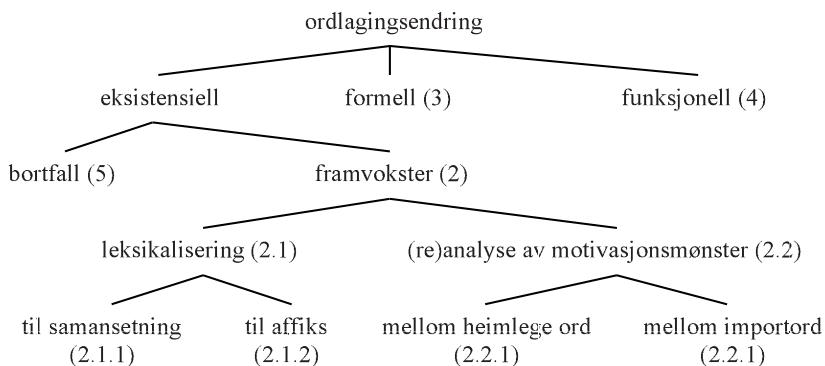 ordlagingsendring
eksistensiell formell (3) funksjonell (4)
bortfall (5) framvokster (2)
leksikalisering (2.1) (re)analyse av motivasjonsmønster (2.2)
til samansetning til affiks mellom heimlege ord mellom importord
(2.1.1) (2.1.2) (2.2.1) (2.2.1)